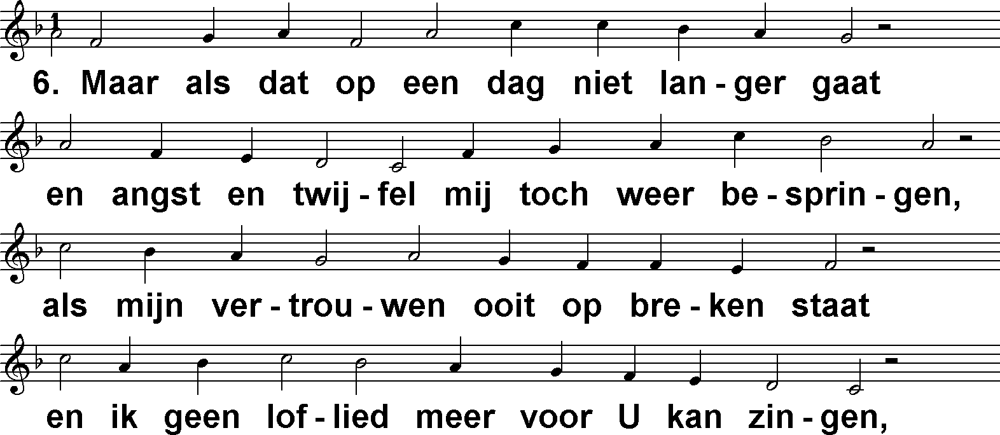 1
6. Maar als dat op een dag niet lan - ger gaat
en angst en twij - fel mij toch weer be - sprin - gen,
als mijn ver - trou - wen ooit op bre - ken staat
en ik geen lof - lied meer voor U kan zin - gen,